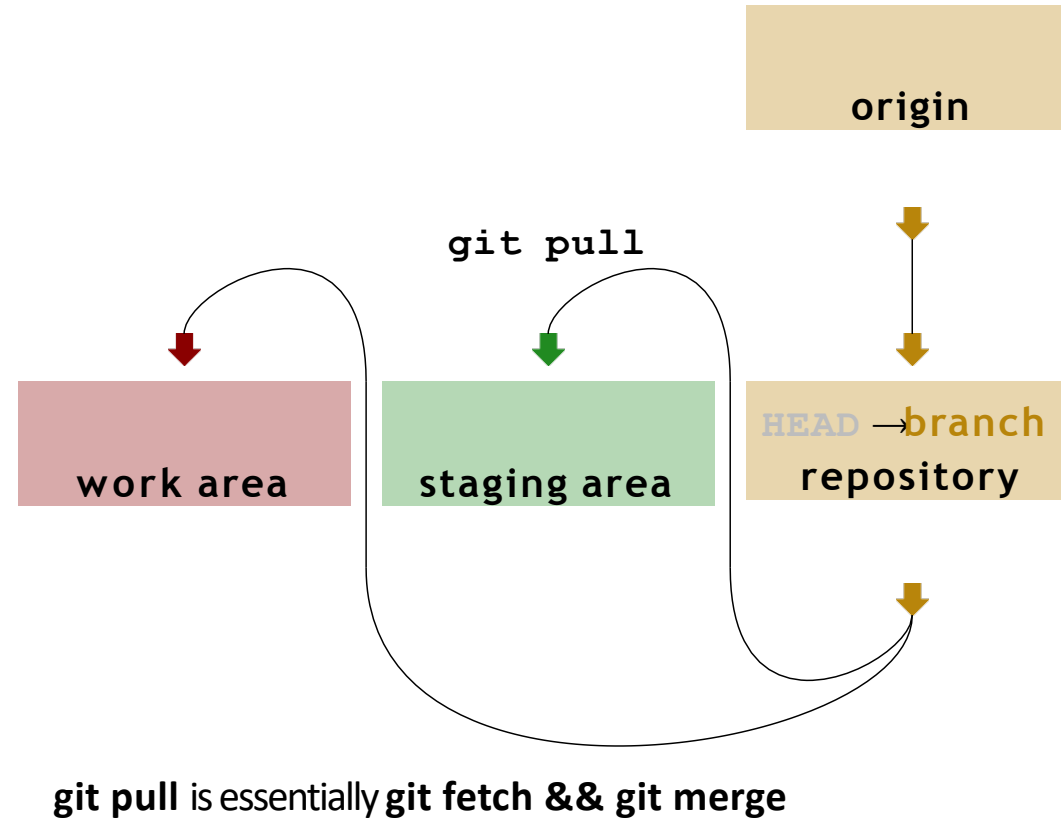 origin
git pull
HEAD → branch
work area
staging area
repository
git pull is essentially git fetch && git merge